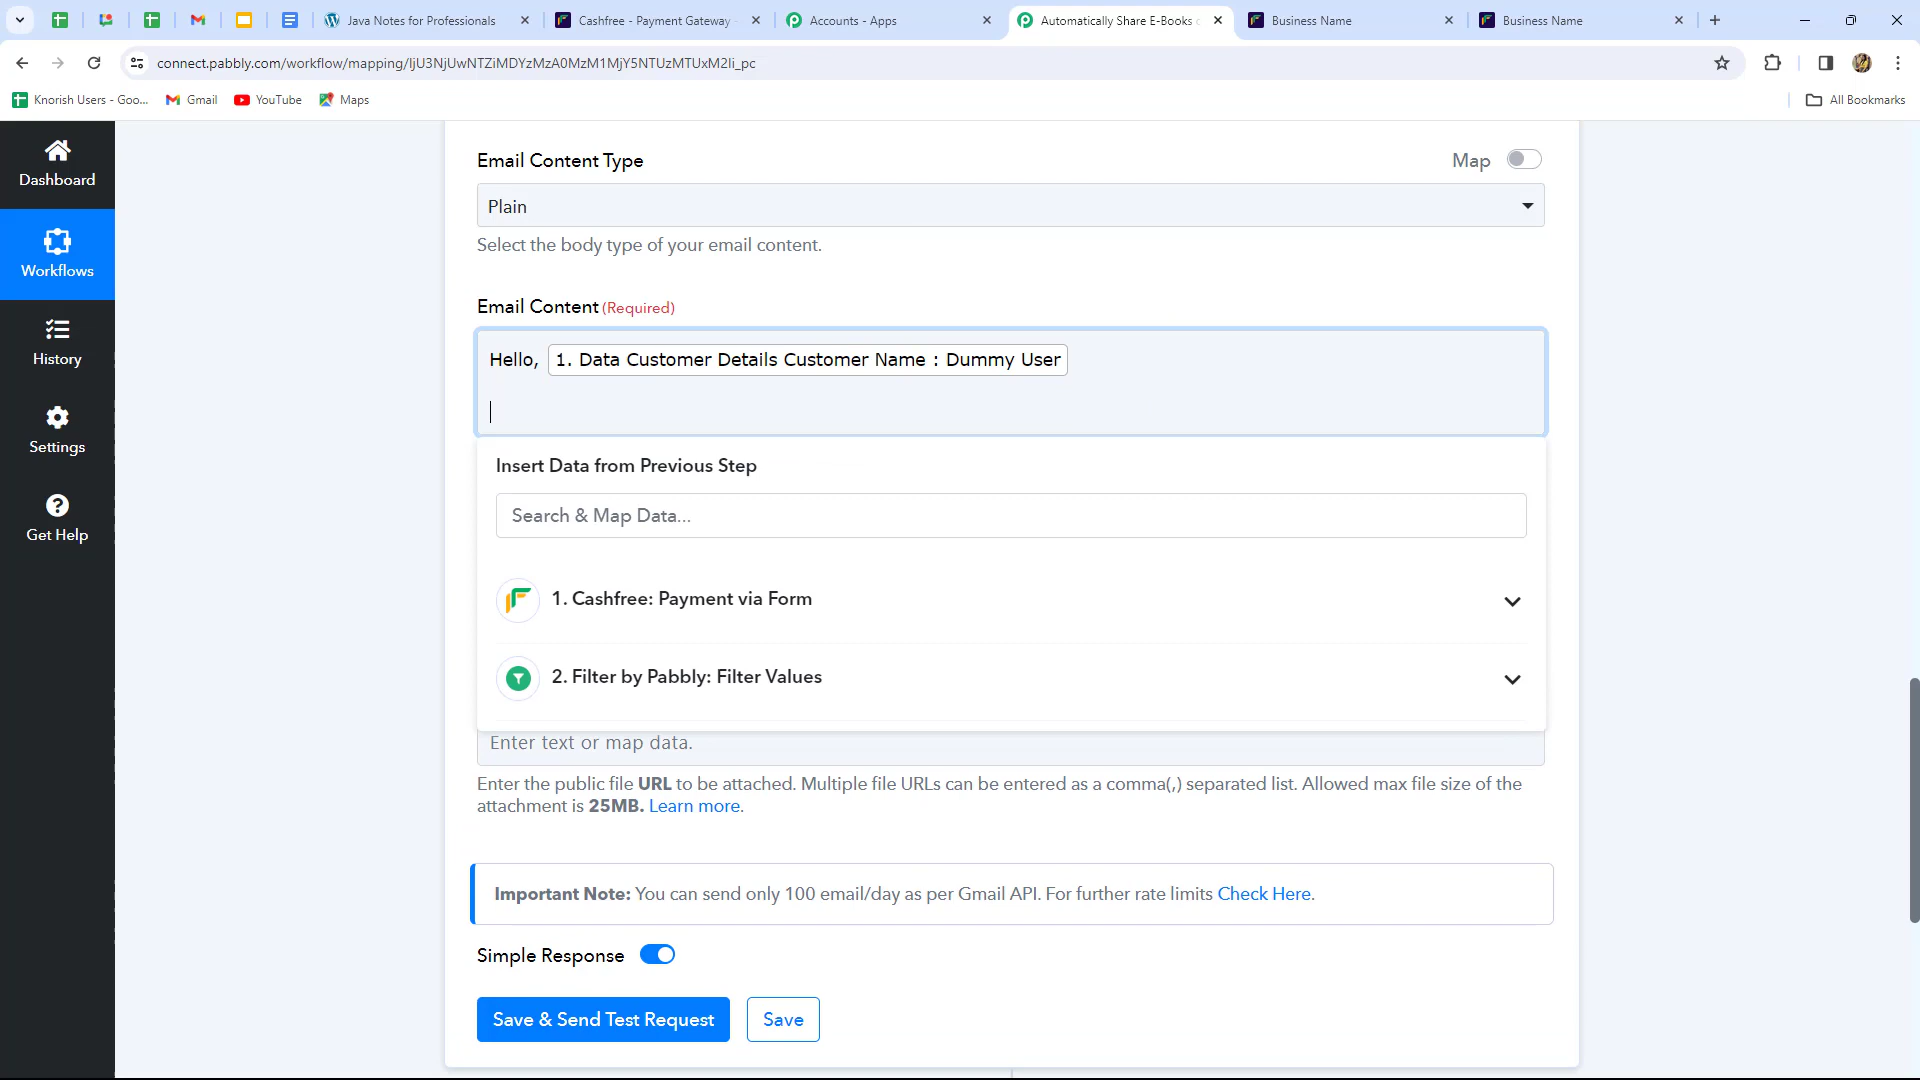 Java Notes for Professionals
Cashfree - Payment Gateway
Accounts - Apps
Automatically Share E-Books
Business Name
Business Name
connect.pabbly.com/workflow/mapping/IjU3NjUwNTZiMDYzMzA0MzM1MjY5NTUzMTUxM2Ii_pc
Knorish Users - Goo...
Gmail
YouTube
Maps
All Bookmarks
Dashboard
Workflows
History
Settings
Get Help
Email Content Type
Map
Plain
Select the body type of your email content.
Email Content (Required)
Hello, 1. Data Customer Details Customer Name : Dummy User
Insert Data from Previous Step
Search & Map Data...
1. Cashfree: Payment via Form
2. Filter by Pabbly: Filter Values
Enter text or map data.
Enter the public file URL to be attached. Multiple file URLs can be entered as a comma(,) separated list. Allowed max file size of the
attachment is 25MB. Learn more.
Important Note: You can send only 100 email/day as per Gmail API. For further rate limits Check Here.
Simple Response
Save & Send Test Request
Save